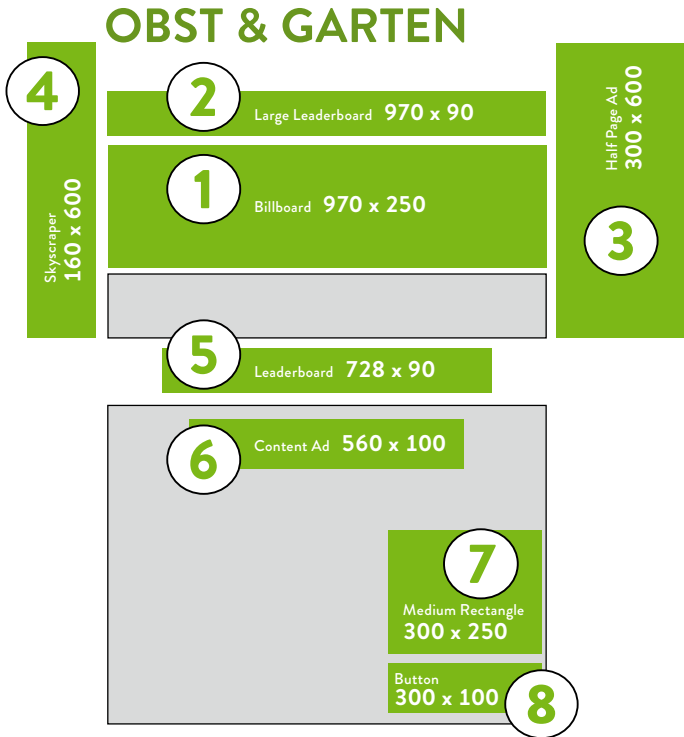 OBST & GARTEN
4
Skyscraper
160 x 600
2
Large Leaderboard 970 x 90
1
Billboard 970 x 250
Half Page Ad
300 x 600
3
5
Leaderboard 728 x 90
6
Content Ad 560 x 100
7
Medium Rectangle
300 x 250
Button
300 x 100
8